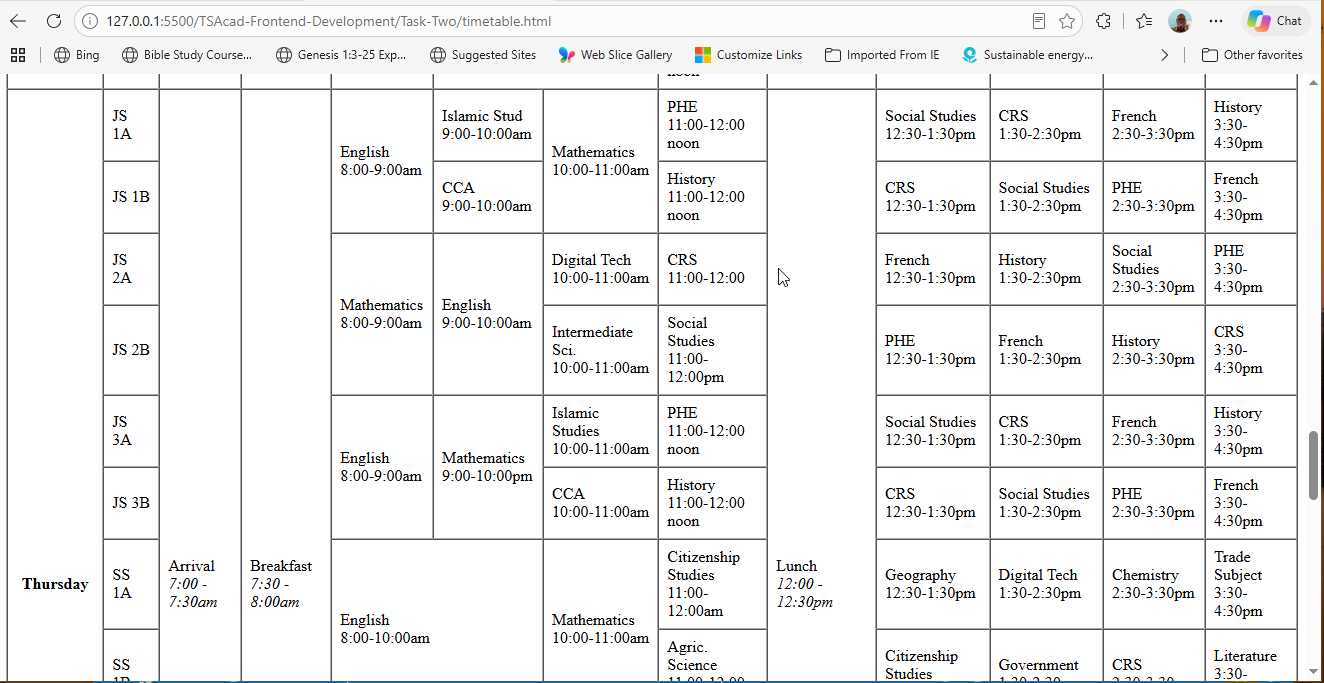 127.0.0.1:5500/TSAcad-Frontend-Development/Task-Two/timetable.html
Chat
Bing
Bible Study Course...
Genesis 1:3-25 Exp...
Suggested Sites
Web Slice Gallery
Customize Links
Imported From IE
Sustainable energy...
Other favorites
noon
Thursday
Arrival
7:00 -
7:30am
Breakfast
7:30 -
8:00am
Lunch
12:00 -
12:30pm
JS
1A
English
8:00-9:00am
Islamic Stud
9:00-10:00am
Mathematics
10:00-11:00am
PHE
11:00-12:00
noon
Social Studies
12:30-1:30pm
CRS
1:30-2:30pm
French
2:30-3:30pm
History
3:30-
4:30pm
JS 1B
CCA
9:00-10:00am
History
11:00-12:00
noon
CRS
12:30-1:30pm
Social Studies
1:30-2:30pm
PHE
2:30-3:30pm
French
3:30-
4:30pm
JS
2A
Mathematics
8:00-9:00am
English
9:00-10:00am
Digital Tech
10:00-11:00am
CRS
11:00-12:00
French
12:30-1:30pm
History
1:30-2:30pm
Social
Studies
2:30-3:30pm
PHE
3:30-
4:30pm
JS 2B
Intermediate
Sci.
10:00-11:00am
Social
Studies
11:00-
12:00pm
PHE
12:30-1:30pm
French
1:30-2:30pm
History
2:30-3:30pm
CRS
3:30-
4:30pm
JS
3A
English
8:00-9:00am
Mathematics
9:00-10:00pm
Islamic
Studies
10:00-11:00am
PHE
11:00-12:00
noon
Social Studies
12:30-1:30pm
CRS
1:30-2:30pm
French
2:30-3:30pm
History
3:30-
4:30pm
JS 3B
CCA
10:00-11:00am
History
11:00-12:00
noon
CRS
12:30-1:30pm
Social Studies
1:30-2:30pm
PHE
2:30-3:30pm
French
3:30-
4:30pm
SS
1A
English
8:00-10:00am
Mathematics
10:00-11:00am
Citizenship
Studies
11:00-
12:00am
Geography
12:30-1:30pm
Digital Tech
1:30-2:30pm
Chemistry
2:30-3:30pm
Trade
Subject
3:30-
4:30pm
SS
1B
Agric.
Science
Citizenship
Studies
Government
CRS
Literature
3:30-